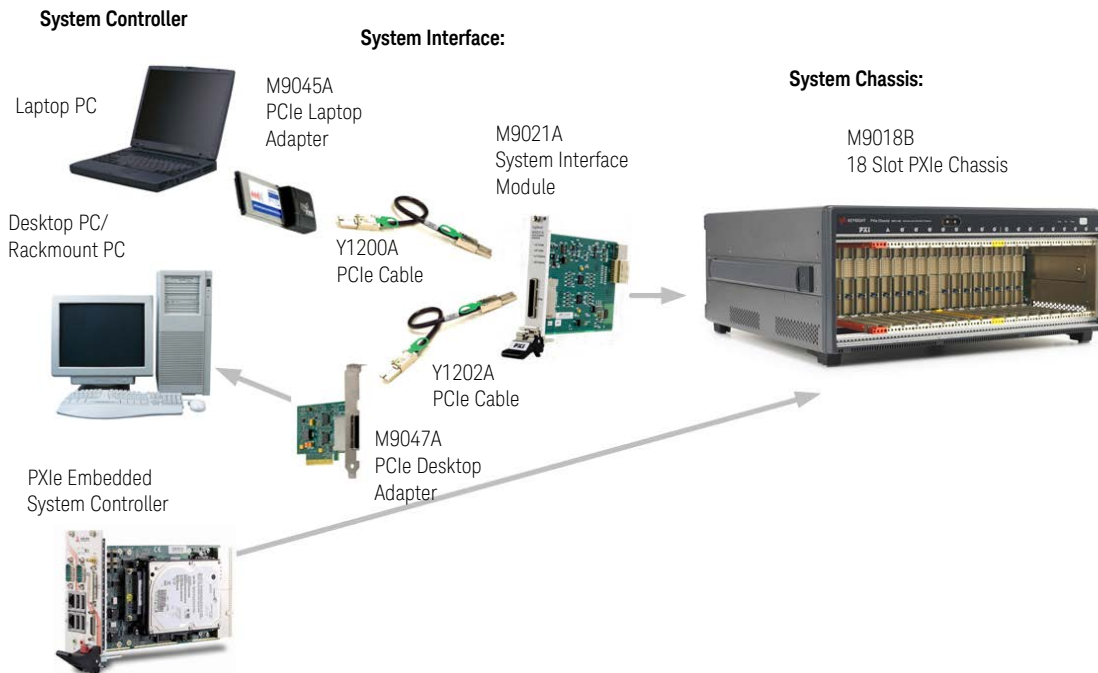 System Controller
System Interface:
System Chassis:
Laptop PC
M9045A
PCIe Laptop
Adapter
M9021A
System Interface
Module
M9018B
18 Slot PXIe Chassis
Desktop PC/
Rackmount PC
Y1200A
PCIe Cable
Y1202A
PCIe Cable
M9047A
PCIe Desktop
Adapter
PXIe Embedded
System Controller
PXI
PXI